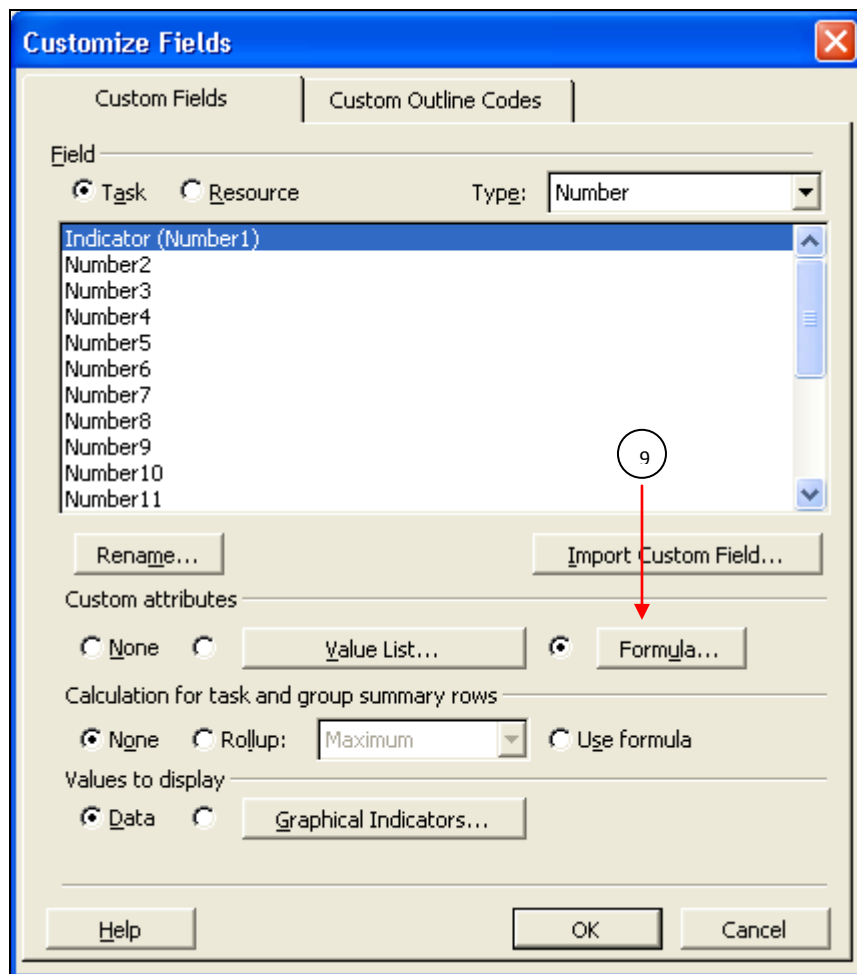 Customize Fields
Custom Fields Custom Outline Codes
Field
Task Resource Type: Number
Indicator (Number1)
Number2
Number3
Number4
Number5
Number6
Number7
Number8
Number9
Number10
Number11
9
Rename... Import Custom Field...
Custom attributes
None Value List... Formula...
Calculation for task and group summary rows
None Rollup: Maximum Use formula
Values to display
Data Graphical Indicators...
Help OK Cancel